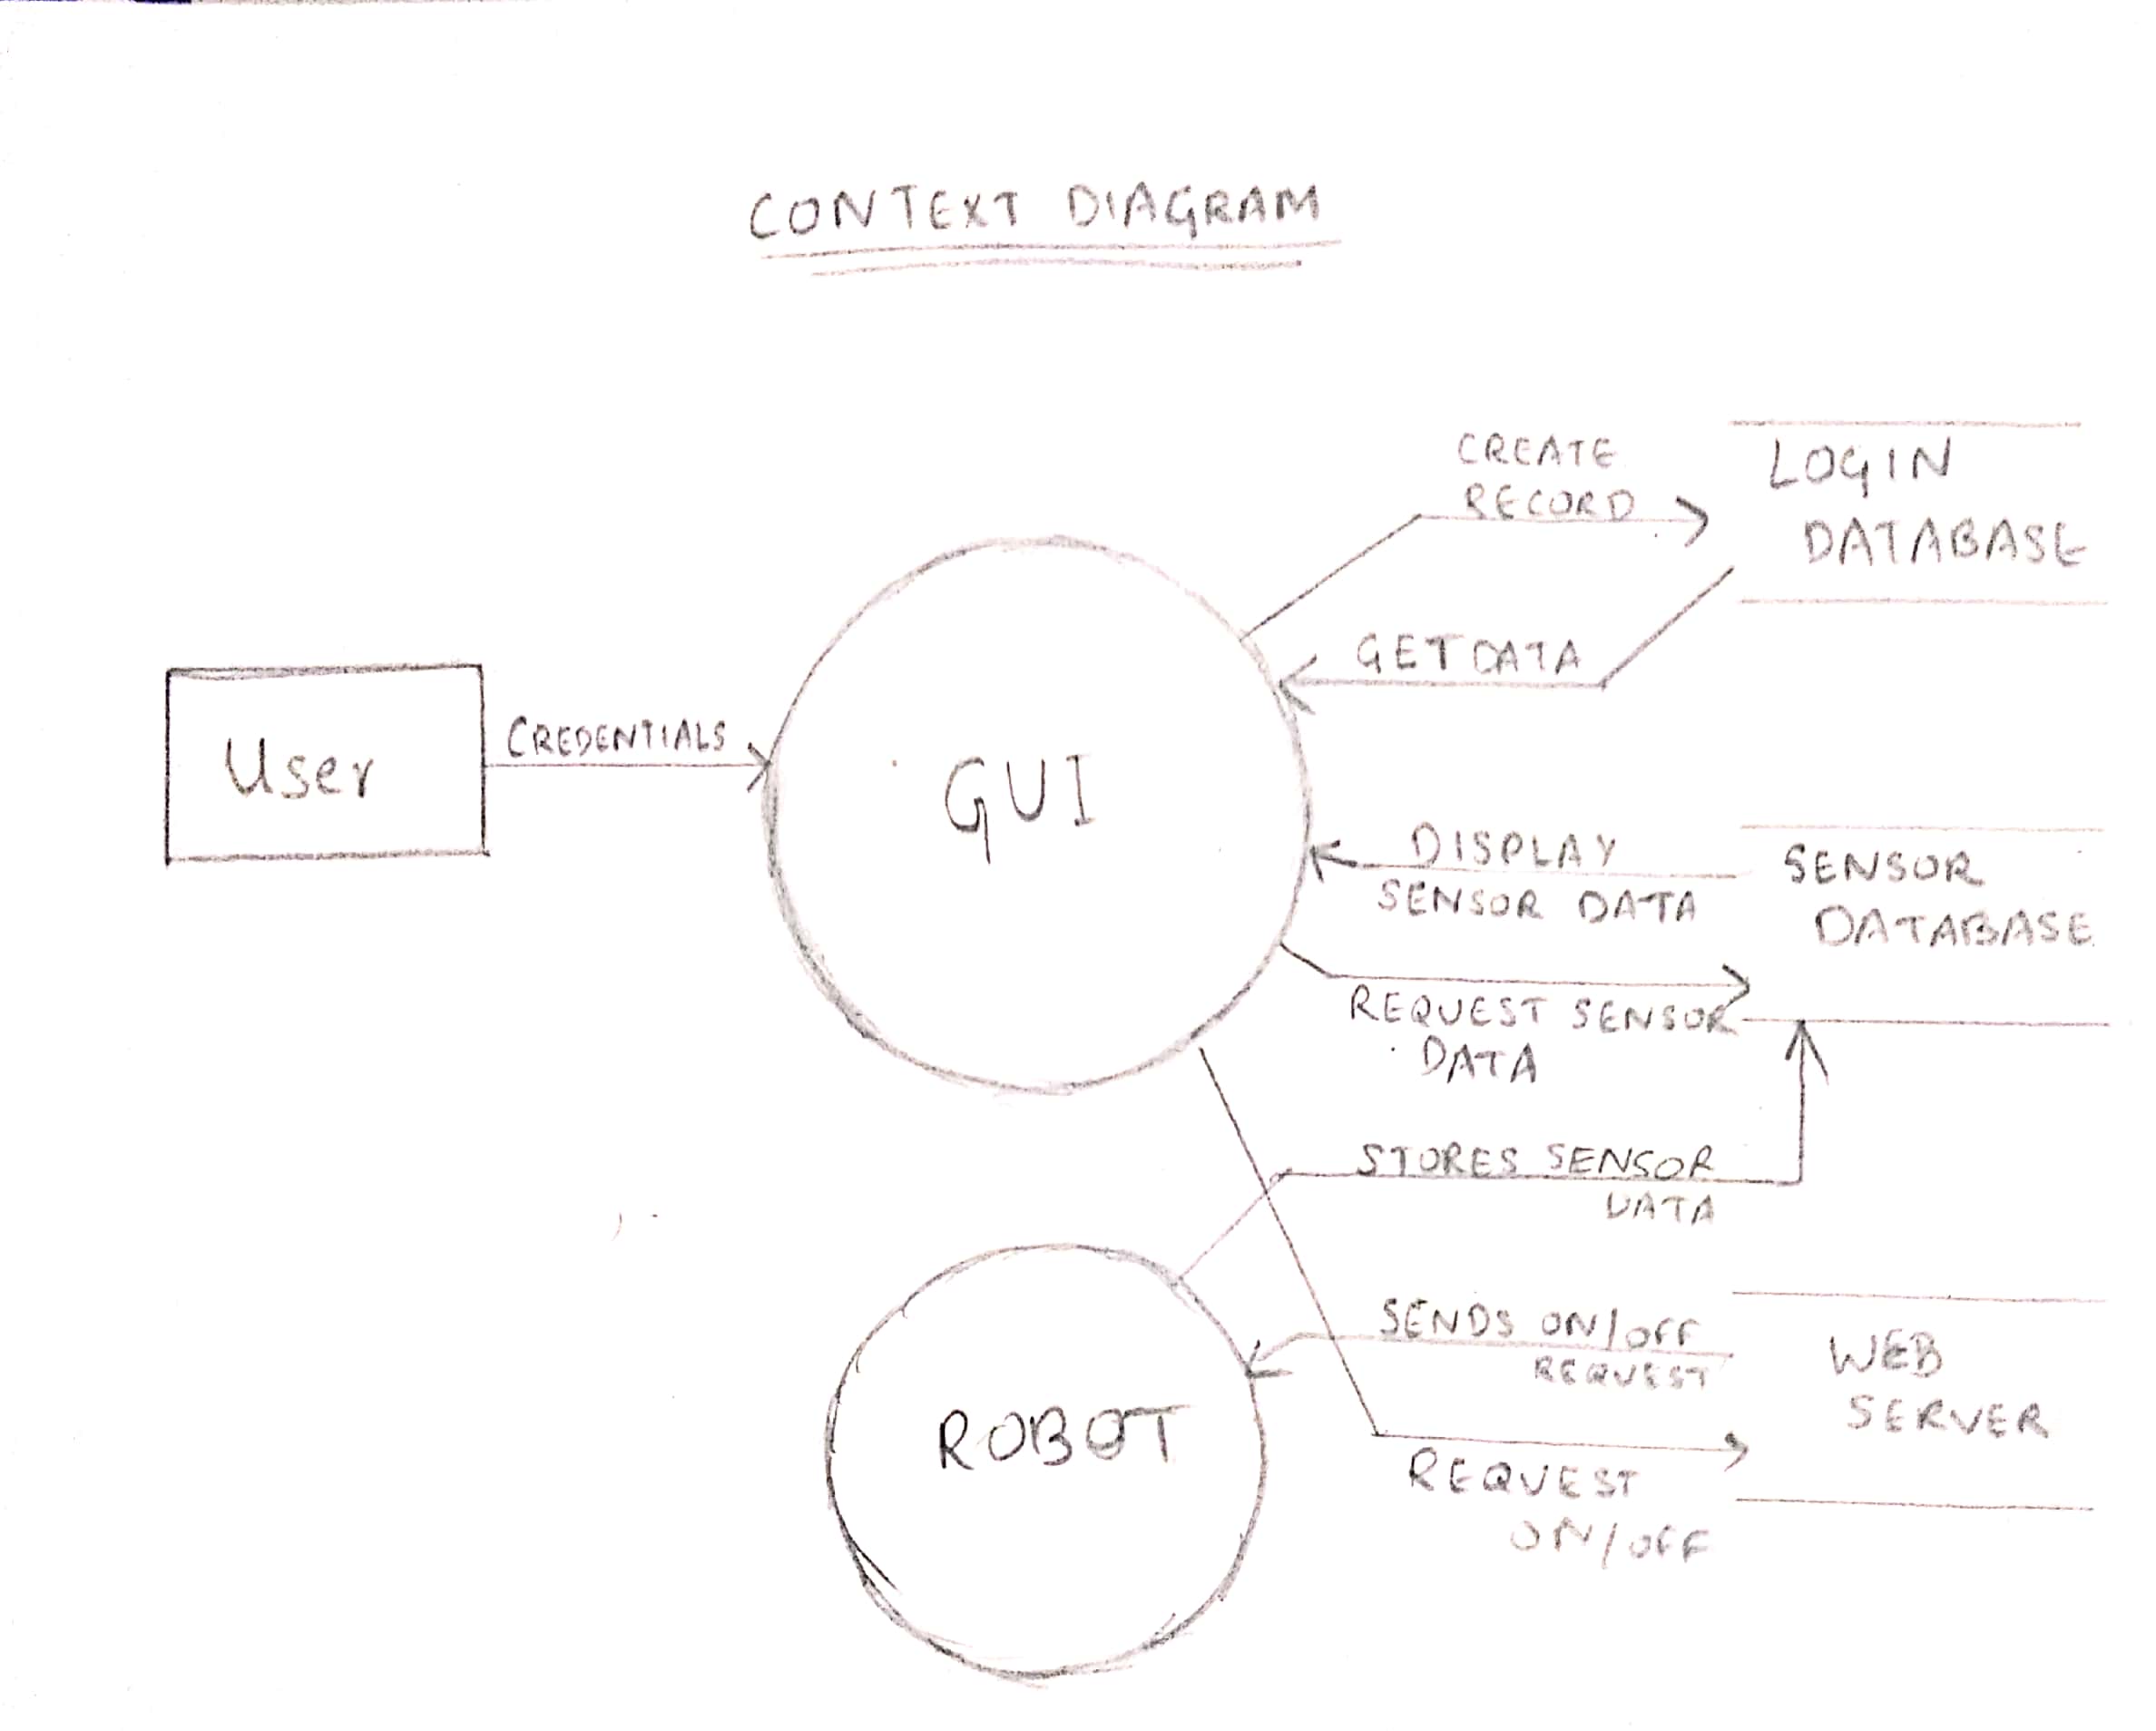 CONTEXT DIAGRAM
CREATE
RECORD
LOGIN
DATABASE
GET DATA
User
CREDENTIALS
GUI
DISPLAY
SENSOR DATA
SENSOR
DATABASE
REQUEST SENSOR
DATA
STORES SENSOR
DATA
SENDS ON/OFF
REQUEST
WEB
SERVER
ROBOT
REQUEST
ON/OFF